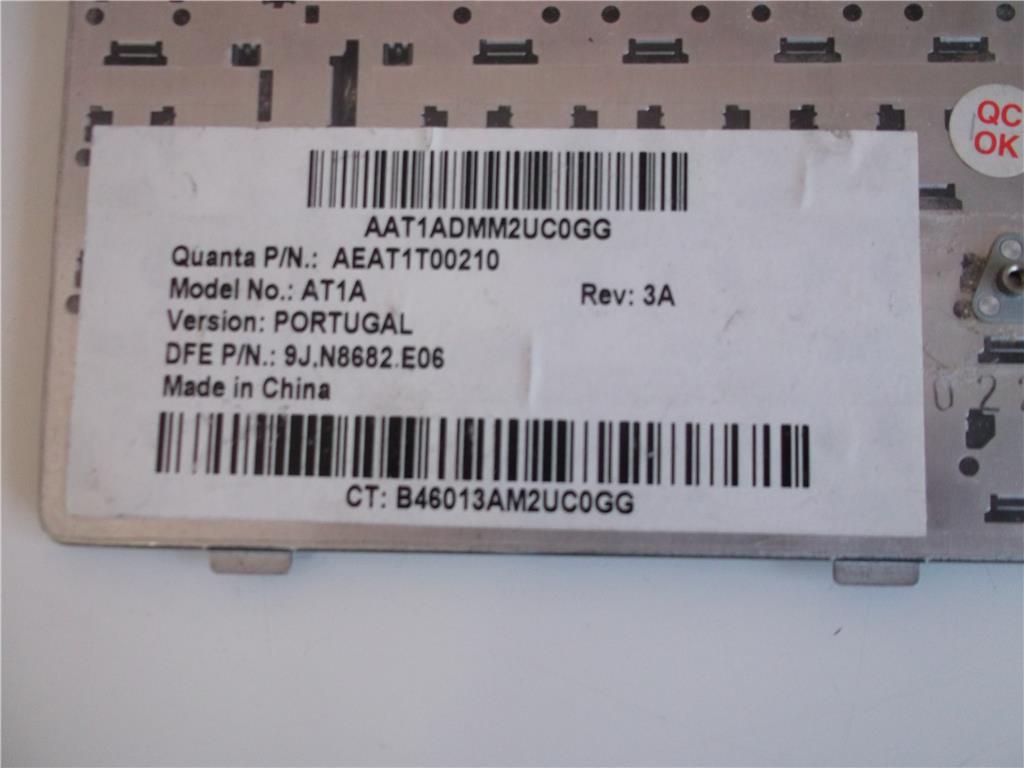 QC
OK
AAT1ADMM2UC0GG
Quanta P/N.: AEAT1T00210
Model No.: AT1A Rev: 3A
Version: PORTUGAL
DFE P/N.: 9J.N8682.E06
Made in China
CT: B46013AM2UC0GG
022